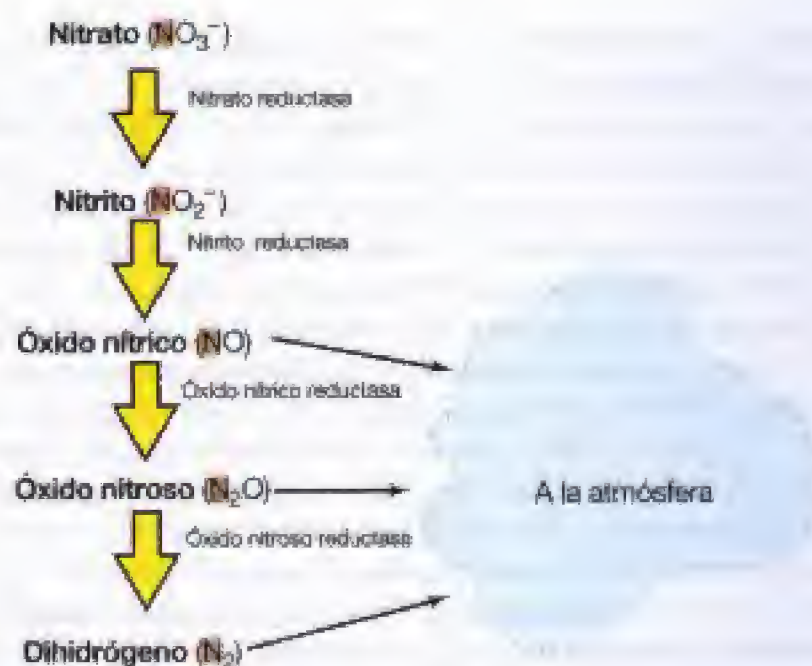 Nitrato (NO₃⁻)
Nitrato reductasa
Nitrito (NO₂⁻)
Nitrito reductasa
Óxido nítrico (NO)
Óxido nítrico reductasa
Óxido nitroso (N₂O)
A la atmósfera
Óxido nitroso reductasa
Dihidrógeno (N₂)